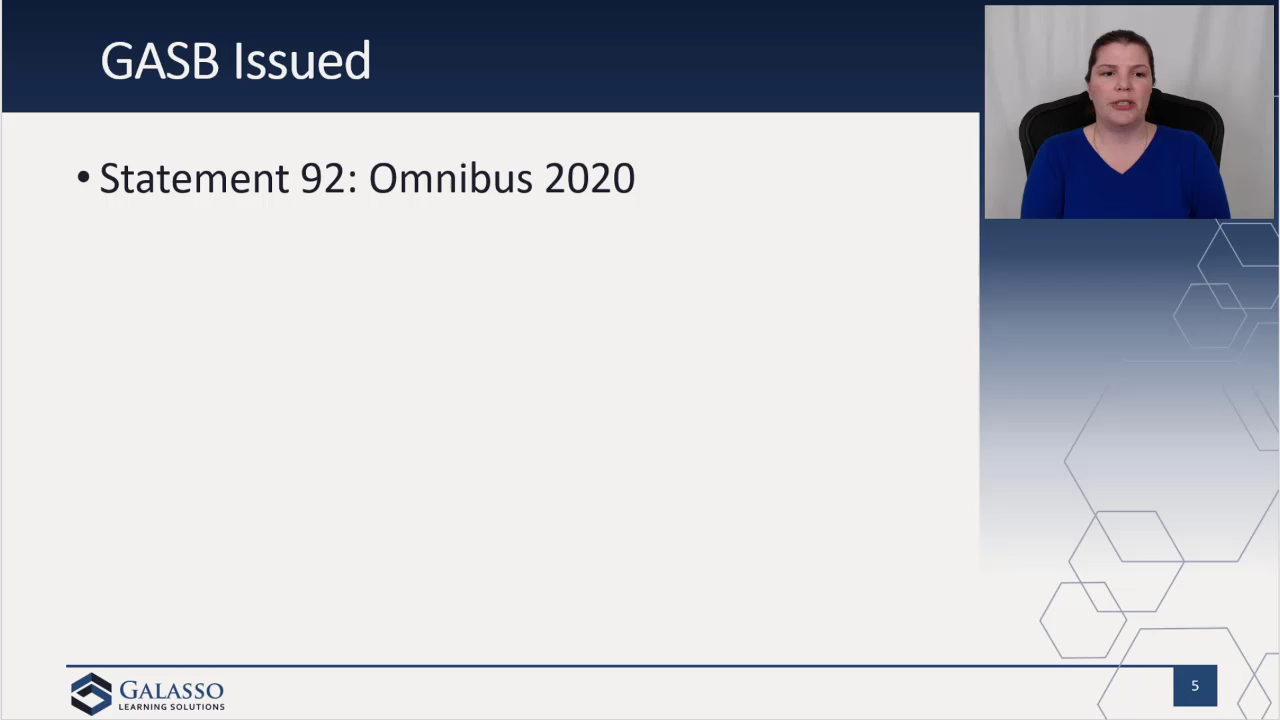 GASB Issued
• Statement 92: Omnibus 2020
GALASSO
LEARNING SOLUTIONS
5